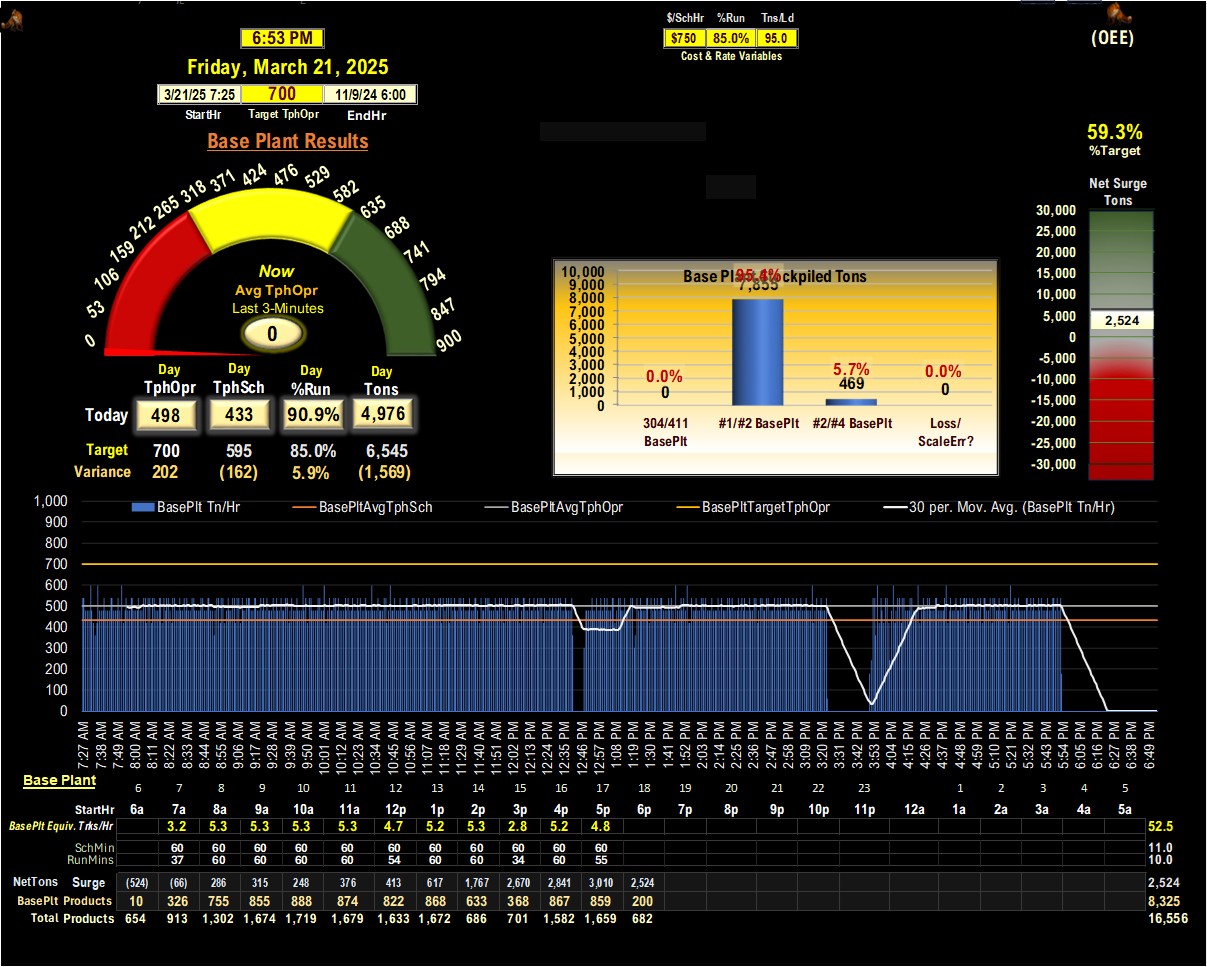 $/SchHr %Run Tns/Ld
$750 85.0% 95.0
Cost & Rate Variables
(OEE)
6:53 PM
Friday, March 21, 2025
3/21/25 7:25 700 11/9/24 6:00
StartHr Target TphOpr EndHr
Base Plant Results
59.3%
%Target
Net Surge
Tons
30,000
25,000
20,000
15,000
10,000
5,000
0
-5,000
-10,000
-15,000
-20,000
-25,000
-30,000
2,524
0 53 106 159 212 265 318 371 424 476 529 582 635 688 741 794 847 900
Now
Avg TphOpr
Last 3-Minutes
0
Day Day Day Day
TphOpr TphSch %Run Tons
Today 498 433 90.9% 4,976
Target 700 595 85.0% 6,545
Variance 202 (162) 5.9% (1,569)
Base Plant Stockpiled Tons
10,000
9,000
8,000
7,000
6,000
5,000
4,000
3,000
2,000
1,000
0
0.0% 95.4% 5.7% 0.0%
0 7,855 469 0
304/411 #1/#2 BasePlt #2/#4 BasePlt Loss/
BasePlt ScaleErr?
BasePlt Tn/Hr BasePltAvgTphSch BasePltAvgTphOpr BasePltTargetTphOpr 30 per. Mov. Avg. (BasePlt Tn/Hr)
1,000
900
800
700
600
500
400
300
200
100
0
7:27 AM 7:38 AM 7:49 AM 8:00 AM 8:11 AM 8:22 AM 8:33 AM 8:44 AM 8:55 AM 9:06 AM 9:17 AM 9:28 AM 9:39 AM 9:50 AM 10:01 AM 10:12 AM 10:23 AM 10:34 AM 10:45 AM 10:56 AM 11:07 AM 11:18 AM 11:29 AM 11:40 AM 11:51 AM 12:02 PM 12:13 PM 12:24 PM 12:35 PM 12:46 PM 12:57 PM 1:08 PM 1:19 PM 1:30 PM 1:41 PM 1:52 PM 2:03 PM 2:14 PM 2:25 PM 2:36 PM 2:47 PM 2:58 PM 3:09 PM 3:20 PM 3:31 PM 3:42 PM 3:53 PM 4:04 PM 4:15 PM 4:26 PM 4:37 PM 4:48 PM 4:59 PM 5:10 PM 5:21 PM 5:32 PM 5:43 PM 5:54 PM 6:05 PM 6:16 PM 6:27 PM 6:38 PM 6:49 PM
Base Plant
6 7 8 9 10 11 12 13 14 15 16 17 18 19 20 21 22 23 1 2 3 4 5
StartHr 6a 7a 8a 9a 10a 11a 12p 1p 2p 3p 4p 5p 6p 7p 8p 9p 10p 11p 12a 1a 2a 3a 4a 5a
BasePlt Equiv. Trks/Hr 3.2 5.3 5.3 5.3 5.3 4.7 5.2 5.3 2.8 5.2 4.8 52.5
SchMin 60 60 60 60 60 60 60 60 60 60 60 11.0
RunMins 37 60 60 60 60 54 60 60 34 60 55 10.0
NetTons Surge (524) (66) 286 315 248 376 413 617 1,767 2,670 2,841 3,010 2,524 2,524
BasePlt Products 10 326 755 855 888 874 822 868 633 368 867 859 200 8,325
Total Products 654 913 1,302 1,674 1,719 1,679 1,633 1,672 686 701 1,582 1,659 682 16,556